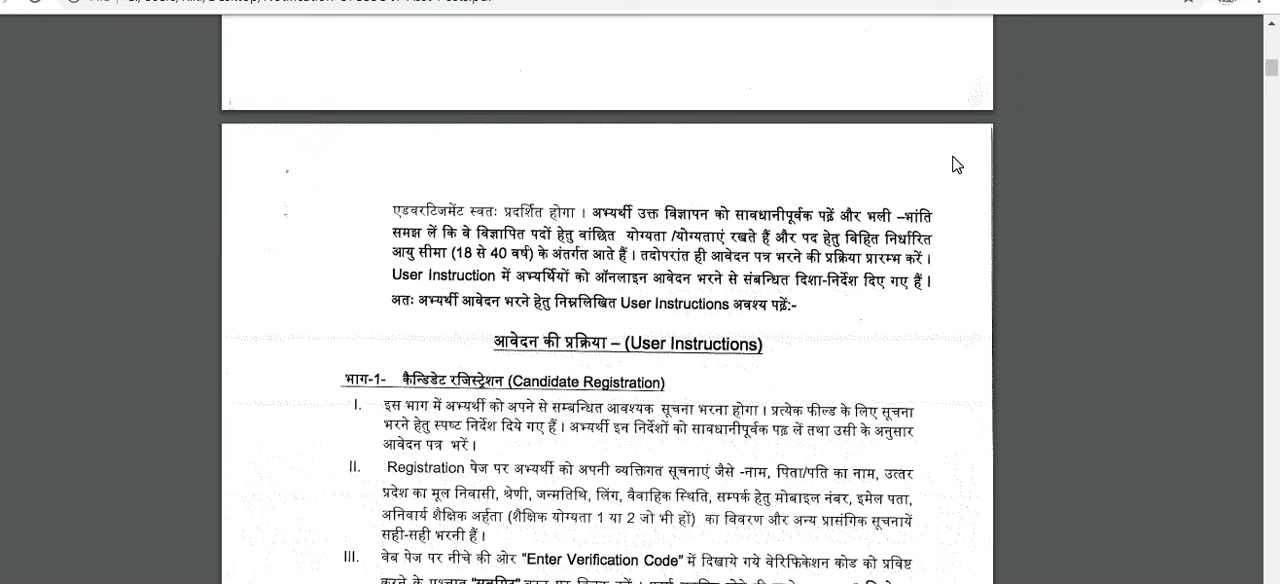 एडवरटिजमेंट स्वतः प्रदर्शित होगा । अभ्यर्थी उक्त विज्ञापन को सावधानीपूर्वक पढ़ें और भली –भांति
समझ लें कि वे विज्ञापित पदों हेतु वांछित योग्यता /योग्यताएं रखते हैं और पद हेतु विहित निर्धारित
आयु सीमा (18 से 40 वर्ष) के अंतर्गत आते हैं । तदोपरांत ही आवेदन पत्र भरने की प्रक्रिया प्रारम्भ करें ।
User Instruction में अभ्यर्थियों को ऑनलाइन आवेदन भरने से संबन्धित दिशा-निर्देश दिए गए हैं ।
अतः अभ्यर्थी आवेदन भरने हेतु निम्नलिखित User Instructions अवश्य पढ़ें:-
आवेदन की प्रक्रिया – (User Instructions)
भाग-1- कैन्डिडेट रजिस्ट्रेशन (Candidate Registration)
I. इस भाग में अभ्यर्थी को अपने से सम्बन्धित आवश्यक सूचना भरना होगा । प्रत्येक फील्ड के लिए सूचना
भरने हेतु स्पष्ट निर्देश दिये गए हैं । अभ्यर्थी इन निर्देशों को सावधानीपूर्वक पढ़ लें तथा उसी के अनुसार
आवेदन पत्र भरें ।
II. Registration पेज पर अभ्यर्थी को अपनी व्यक्तिगत सूचनाएं जैसे -नाम, पिता/पति का नाम, उत्तर
प्रदेश का मूल निवासी, श्रेणी, जन्मतिथि, लिंग, वैवाहिक स्थिति, सम्पर्क हेतु मोबाइल नंबर, इमेल पता,
अनिवार्य शैक्षिक अर्हता (शैक्षिक योग्यता 1 या 2 जो भी हों) का विवरण और अन्य प्रासंगिक सूचनायें
सही-सही भरनी हैं ।
III. वेब पेज पर नीचे की ओर "Enter Verification Code" में दिखाये गये वेरिफिकेशन कोड को प्रविष्ट